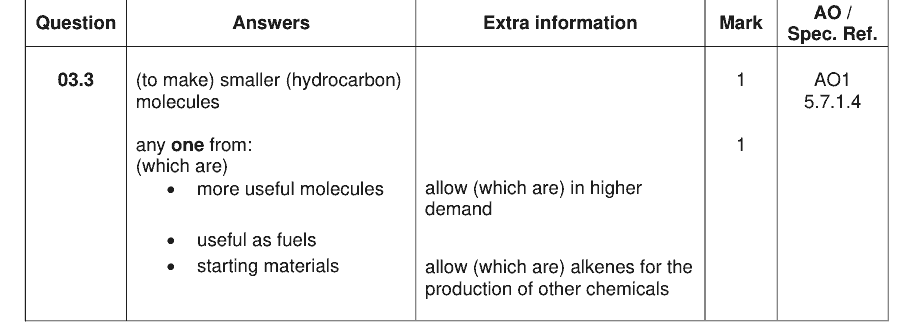 Question Answers Extra information Mark AO /
Spec. Ref.
03.3 (to make) smaller (hydrocarbon) 1 AO1
molecules 5.7.1.4
any one from: 1
(which are)
• more useful molecules allow (which are) in higher
demand
• useful as fuels
• starting materials allow (which are) alkenes for the
production of other chemicals